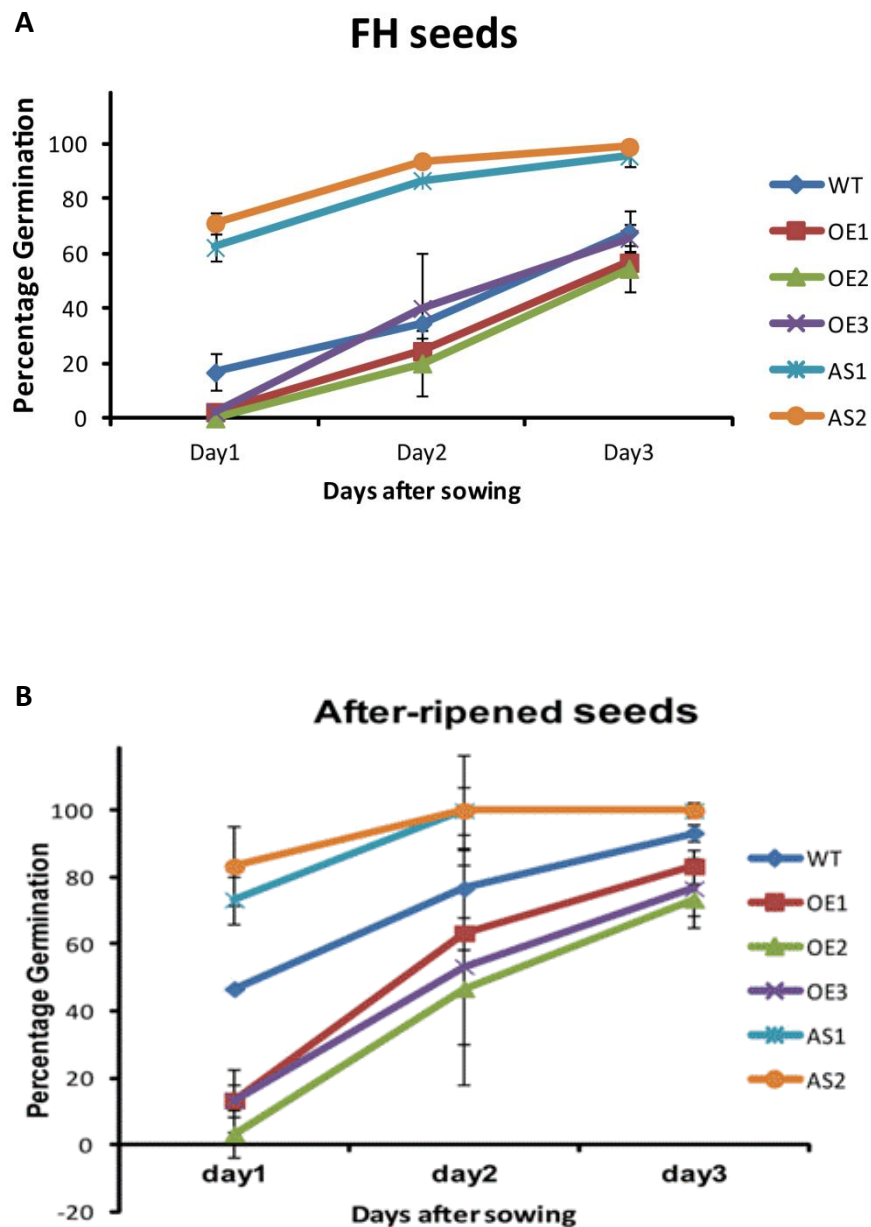 A
FH seeds
Percentage Germination
100
80
60
40
20
0
Day1 Day2 Day3
Days after sowing
WT
OE1
OE2
OE3
AS1
AS2
B
After-ripened seeds
Percentage Germination
100
80
60
40
20
0
-20
day1 day2 day3
Days after sowing
WT
OE1
OE2
OE3
AS1
AS2